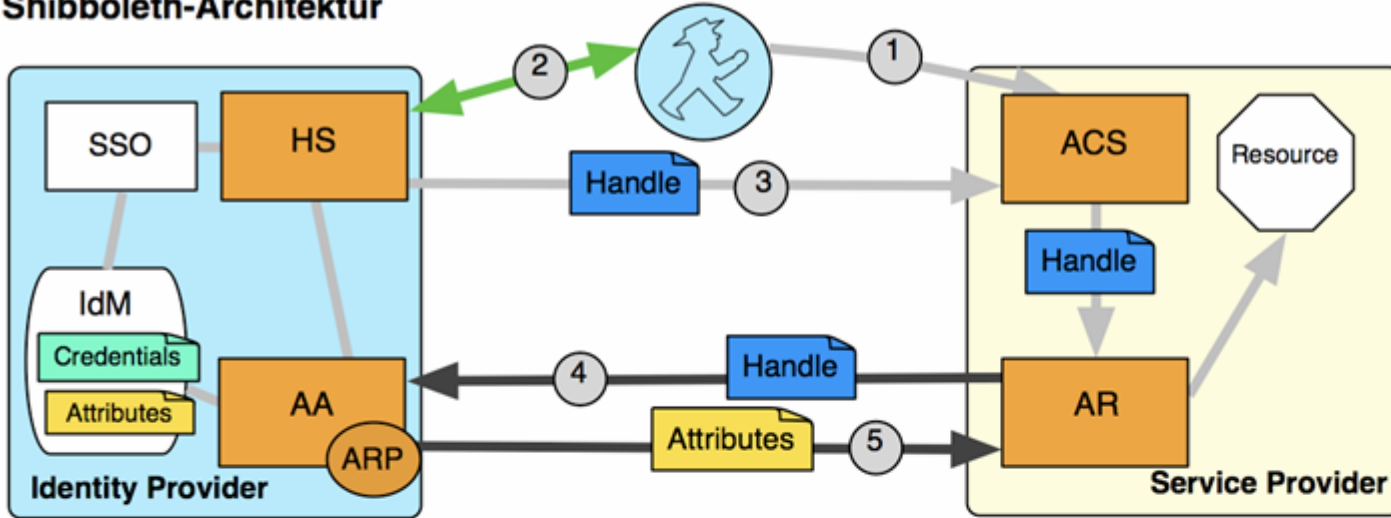 Shibboleth-Architektur
2
1
SSO
HS
ACS
Resource
Handle
3
Handle
IdM
Credentials
Attributes
AA
ARP
4
Handle
AR
Attributes
5
Identity Provider
Service Provider